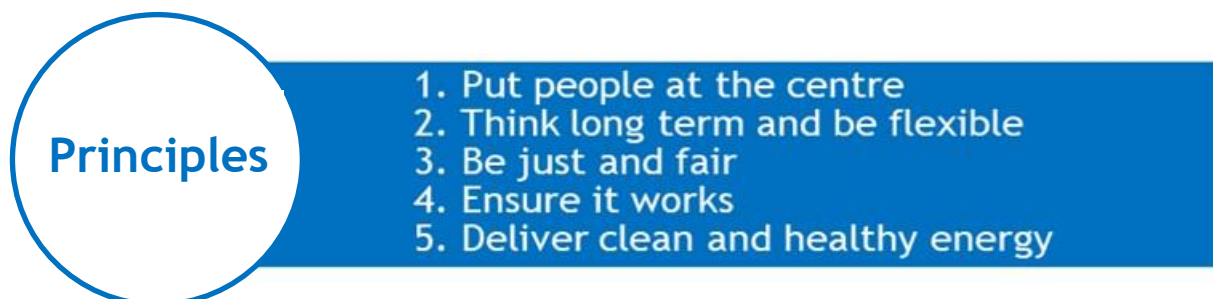 Principles
1. Put people at the centre
2. Think long term and be flexible
3. Be just and fair
4. Ensure it works
5. Deliver clean and healthy energy